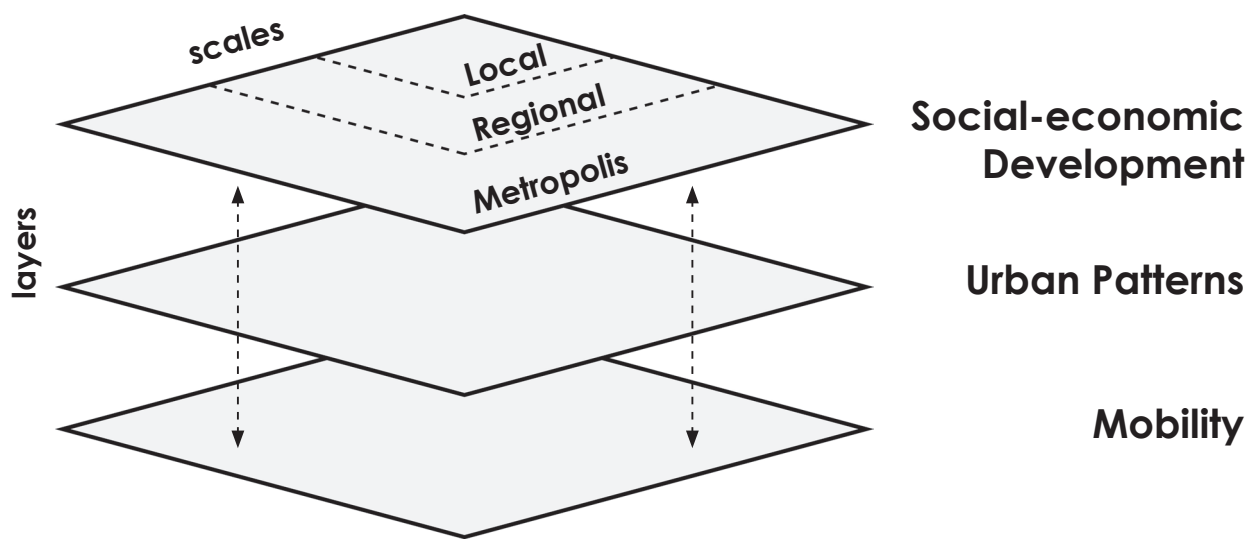 scales
Local
Regional
Metropolis
Social-economic
Development
layers
Urban Patterns
Mobility